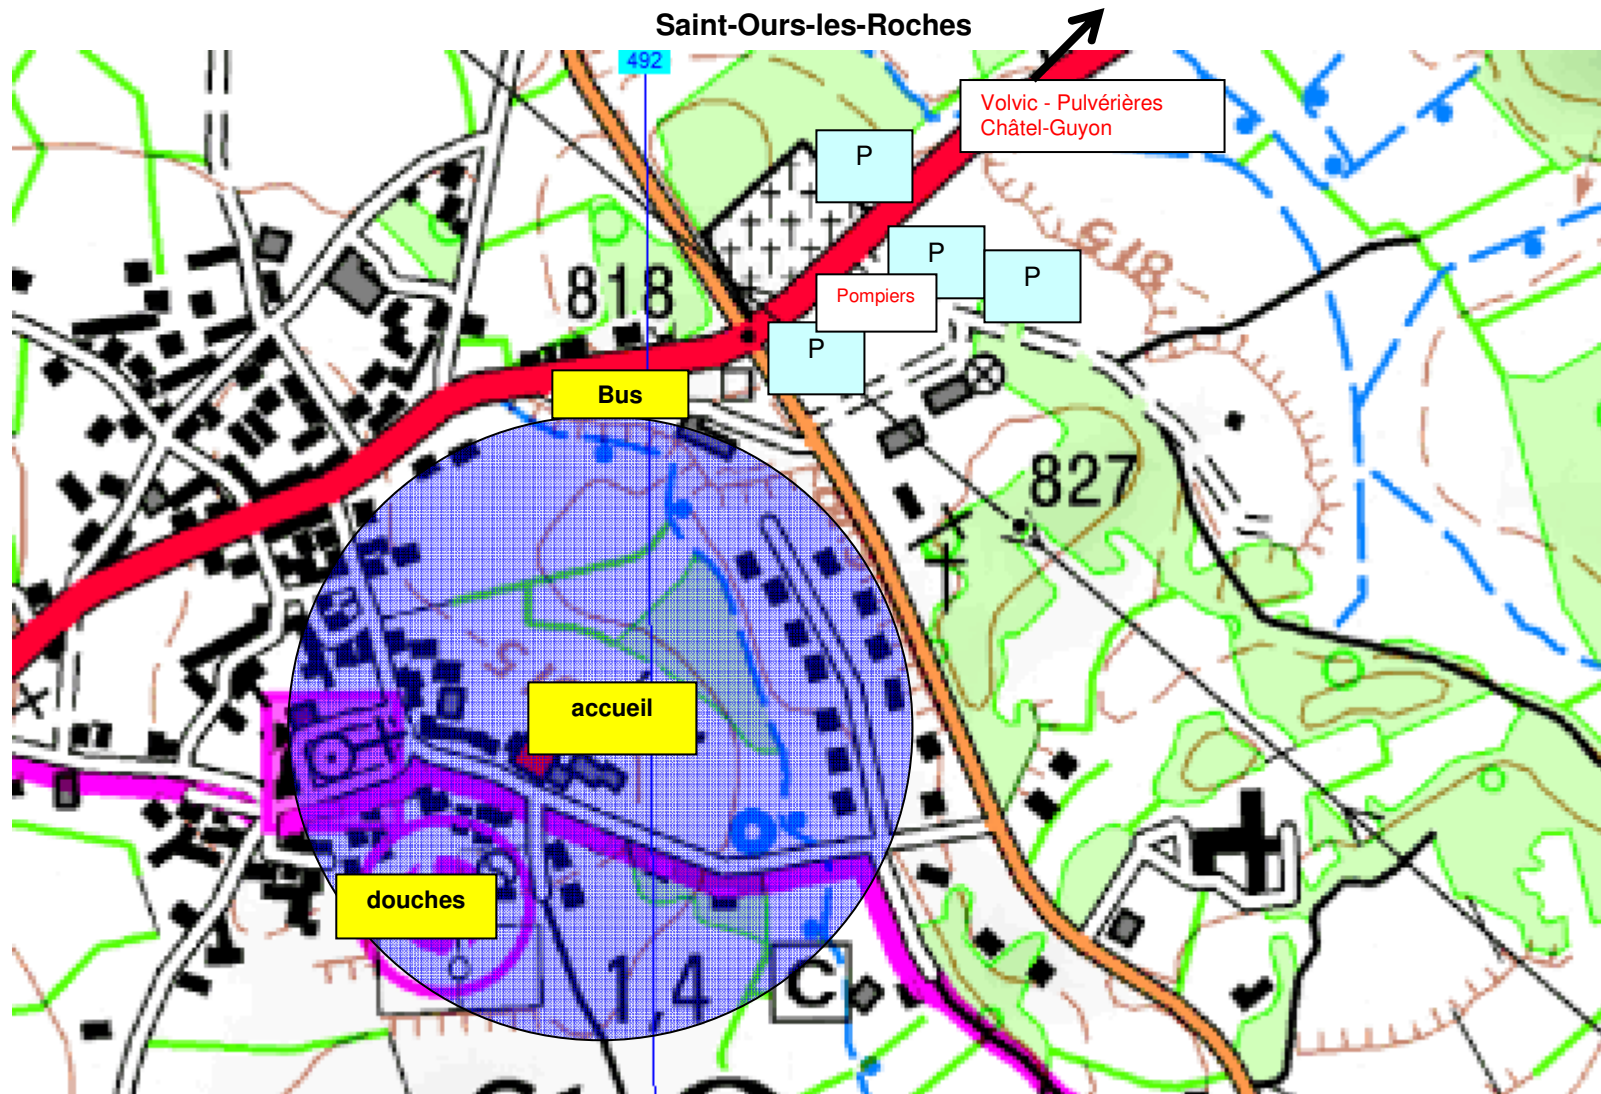 Saint-Ours-les-Roches
492
Volvic - Pulvérières
Châtel-Guyon
P
P
P
818
Pompiers
P
Bus
827
accueil
douches
1,4
C